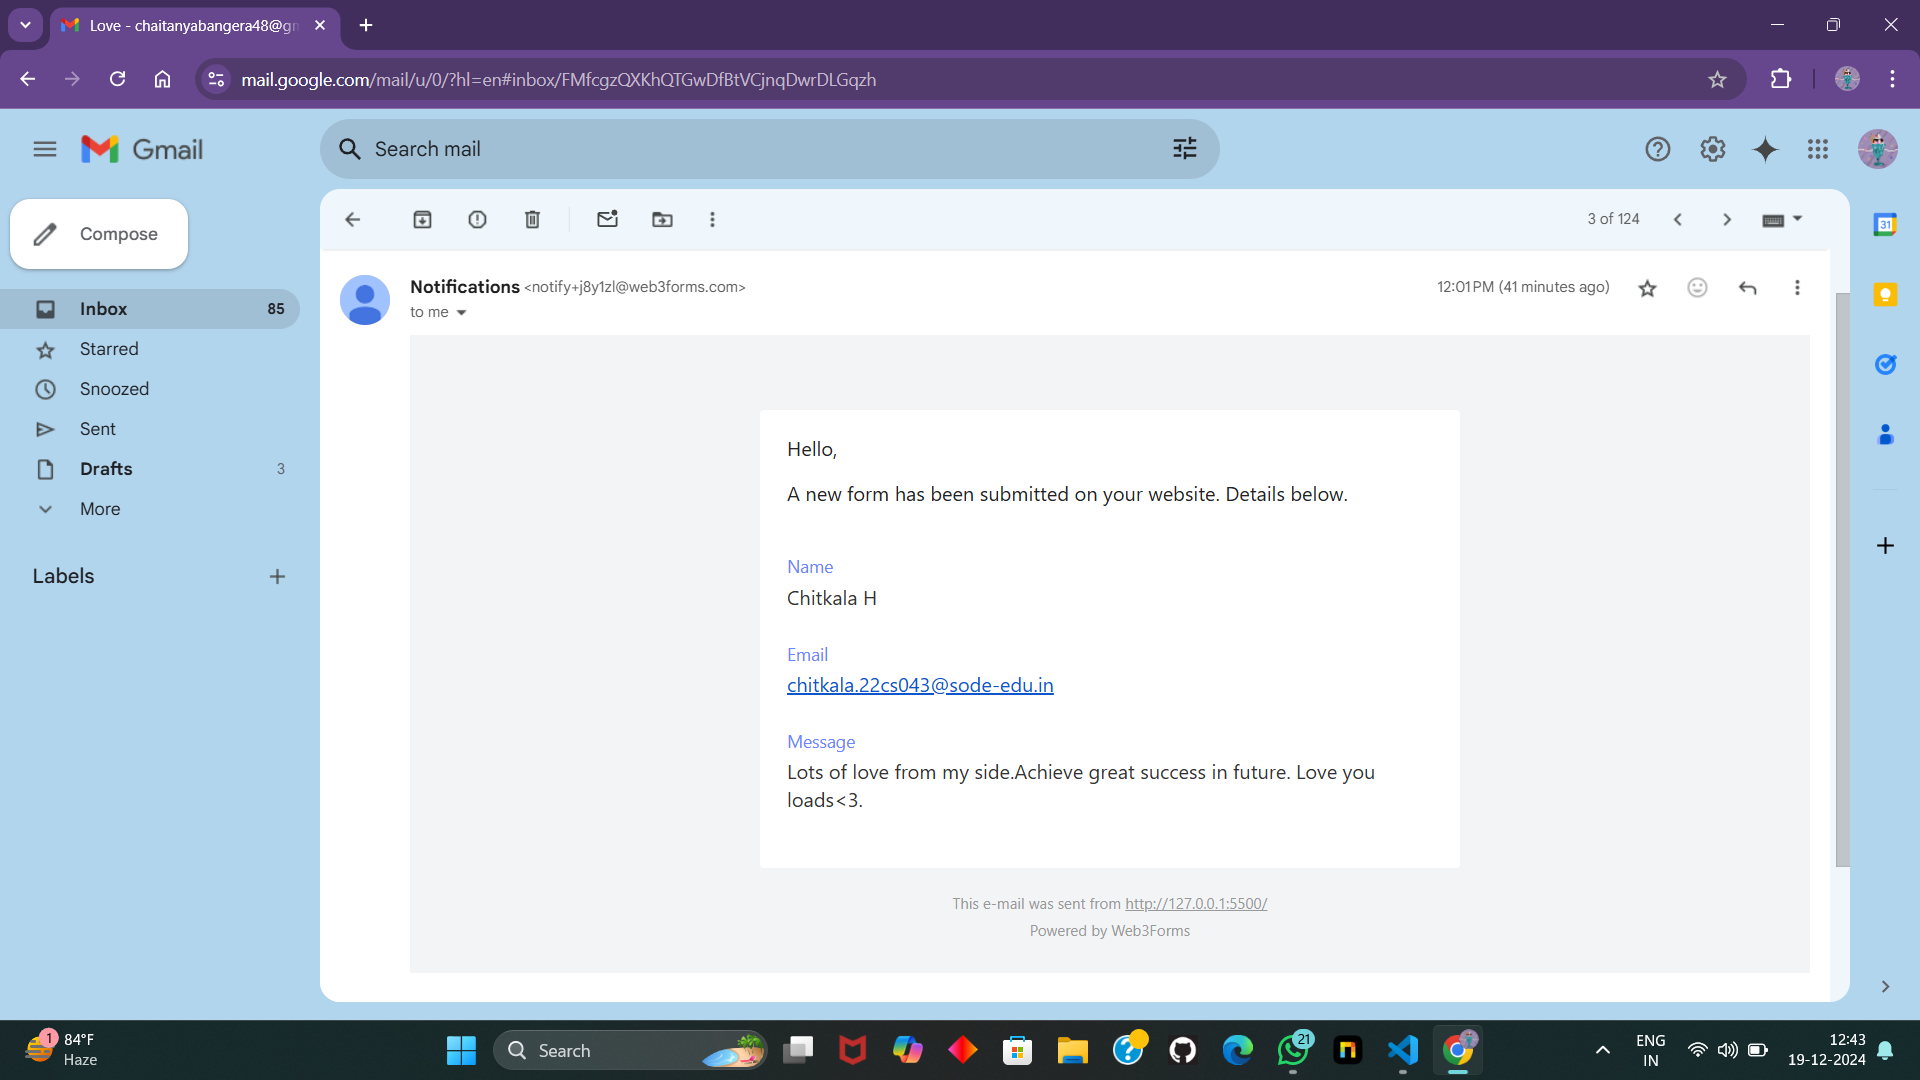 Love - chaitanyabangera48@gm
mail.google.com/mail/u/0/?hl=en#inbox/FMfcgzQXKhQTGwDfBtVCjnqDwrDLGqzh
Gmail
Search mail
Compose
3 of 124
Inbox 85
Starred
Snoozed
Sent
Drafts 3
More
Labels
31
Notifications <notify+j8y1zl@web3forms.com>
12:01 PM (41 minutes ago)
to me
Hello,
A new form has been submitted on your website. Details below.
Name
Chitkala H
Email
chitkala.22cs043@sode-edu.in
Message
Lots of love from my side.Achieve great success in future. Love you
loads<3.
This e-mail was sent from http://127.0.0.1:5500/
Powered by Web3Forms
1
84°F
Haze
Search
21
ENG
IN
12:43
19-12-2024